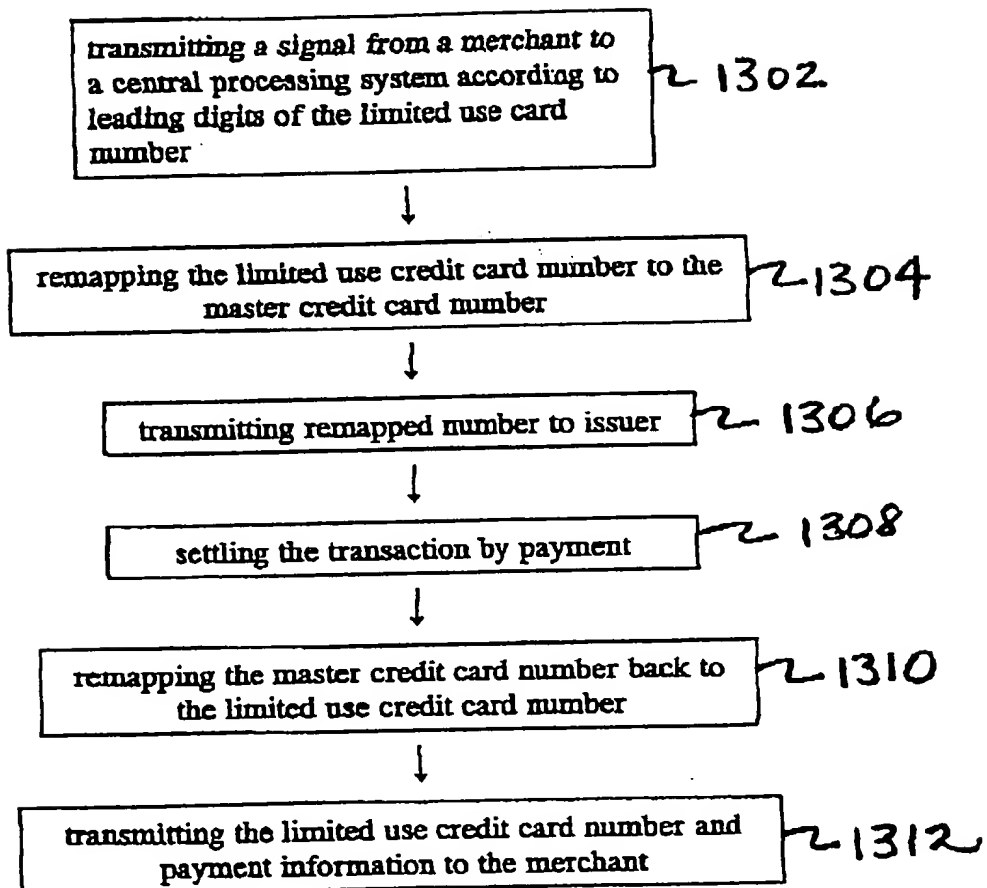 transmitting a signal from a merchant to
a central processing system according to
leading digits of the limited use card
number
1302
remapping the limited use credit card number to the
master credit card number
1304
transmitting remapped number to issuer
1306
settling the transaction by payment
1308
remapping the master credit card number back to
the limited use credit card number
1310
transmitting the limited use credit card number and
payment information to the merchant
1312